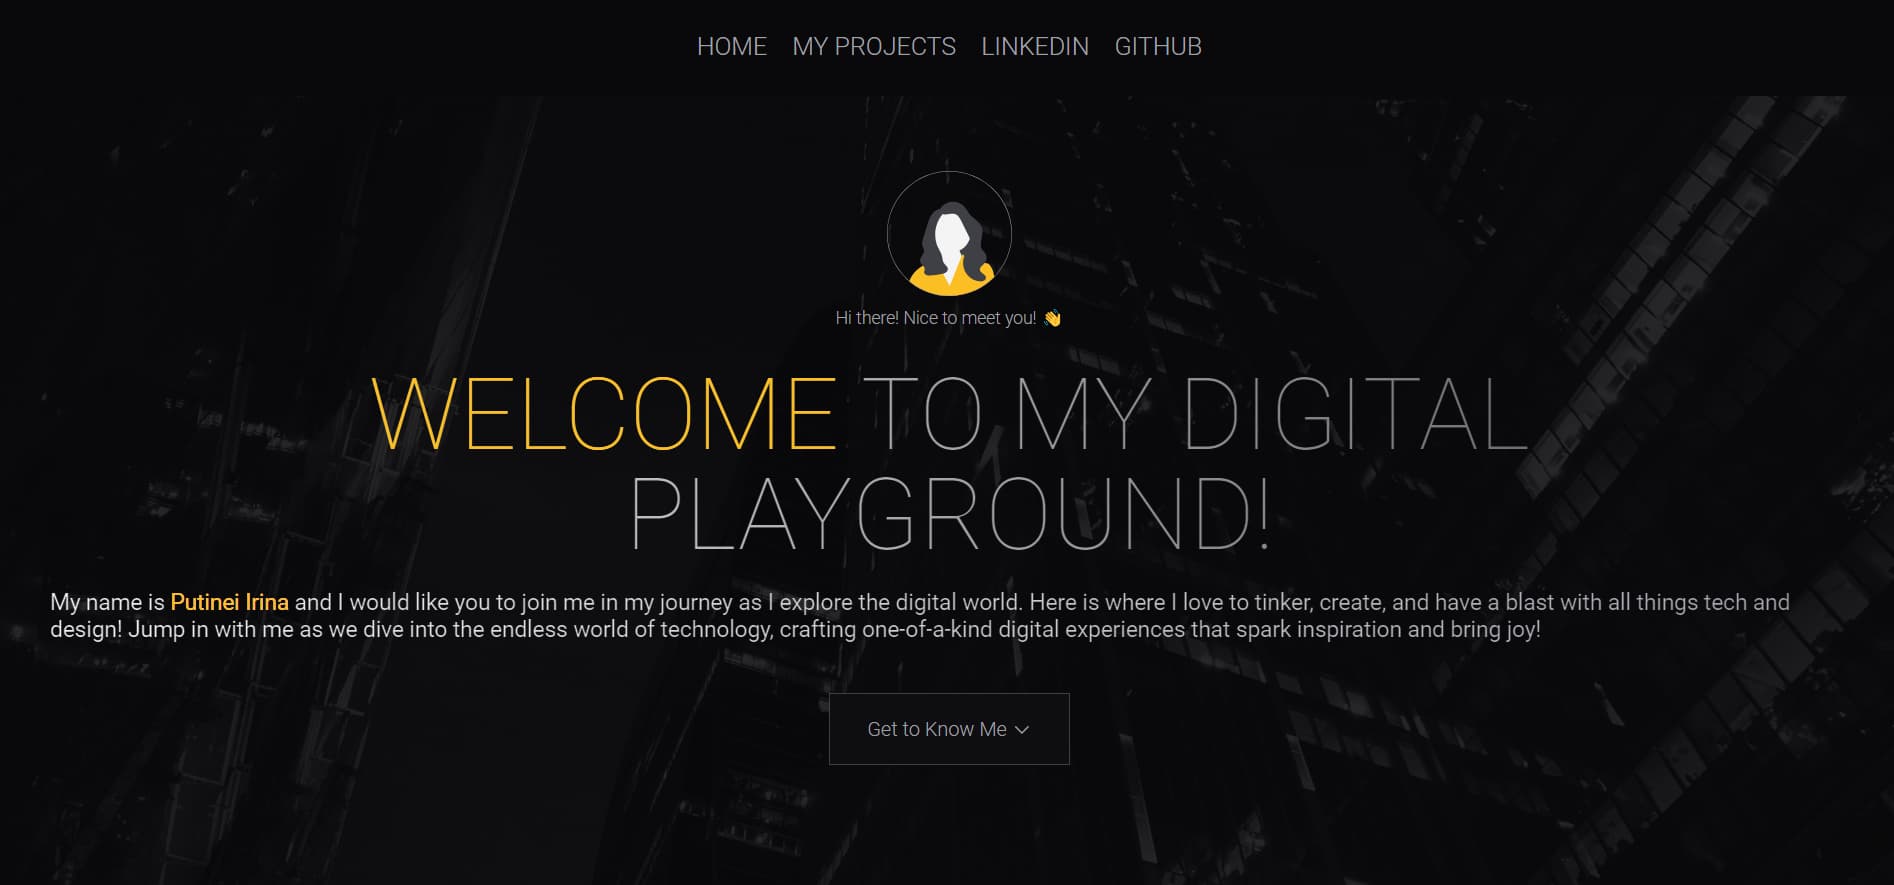 HOME MY PROJECTS LINKEDIN GITHUB
Hi there! Nice to meet you! 👋
WELCOME TO MY DIGITAL
PLAYGROUND!
My name is Putinei Irina and I would like you to join me in my journey as I explore the digital world. Here is where I love to tinker, create, and have a blast with all things tech and
design! Jump in with me as we dive into the endless world of technology, crafting one-of-a-kind digital experiences that spark inspiration and bring joy!
Get to Know Me